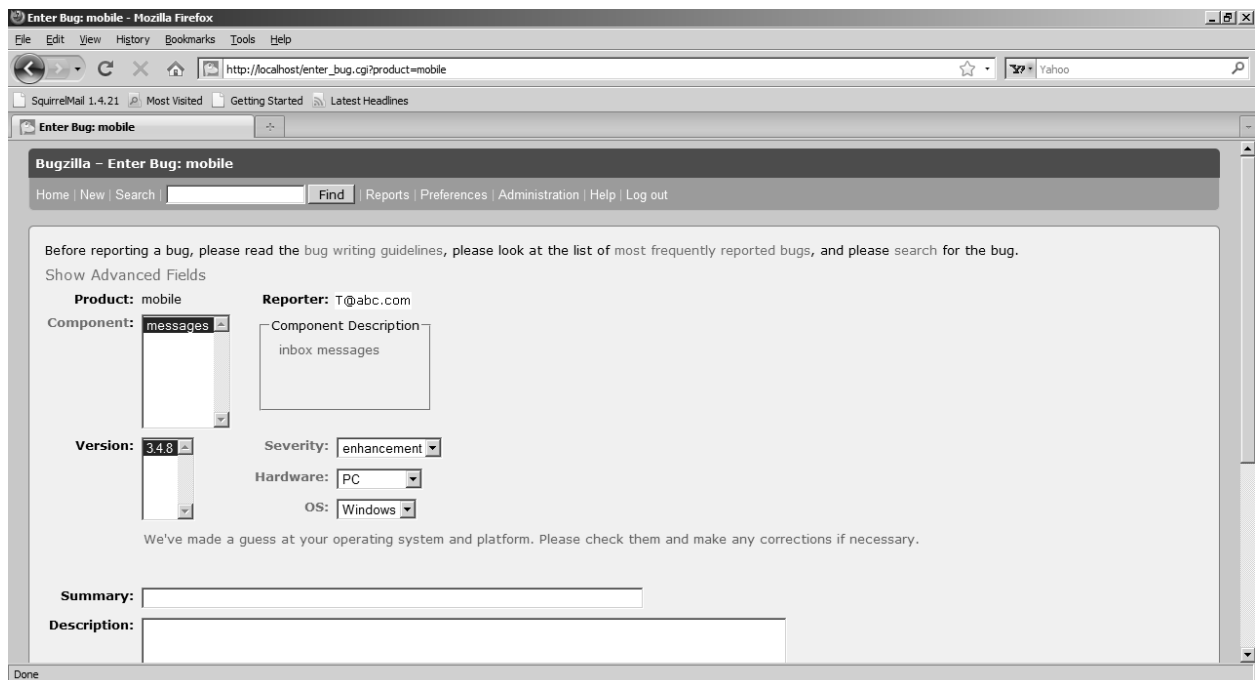 Enter Bug: mobile - Mozilla Firefox
File Edit View History Bookmarks Tools Help
http://localhost/enter_bug.cgi?product=mobile
Yahoo
SquirrelMail 1.4.21 Most Visited Getting Started Latest Headlines
Enter Bug: mobile
Bugzilla – Enter Bug: mobile
Home | New | Search | Find | Reports | Preferences | Administration | Help | Log out
Before reporting a bug, please read the bug writing guidelines, please look at the list of most frequently reported bugs, and please search for the bug.
Show Advanced Fields
Product: mobile Reporter: T@abc.com
Component: messages Component Description
inbox messages
Version: 3.4.8 Severity: enhancement
Hardware: PC
OS: Windows
We've made a guess at your operating system and platform. Please check them and make any corrections if necessary.
Summary:
Description:
Done